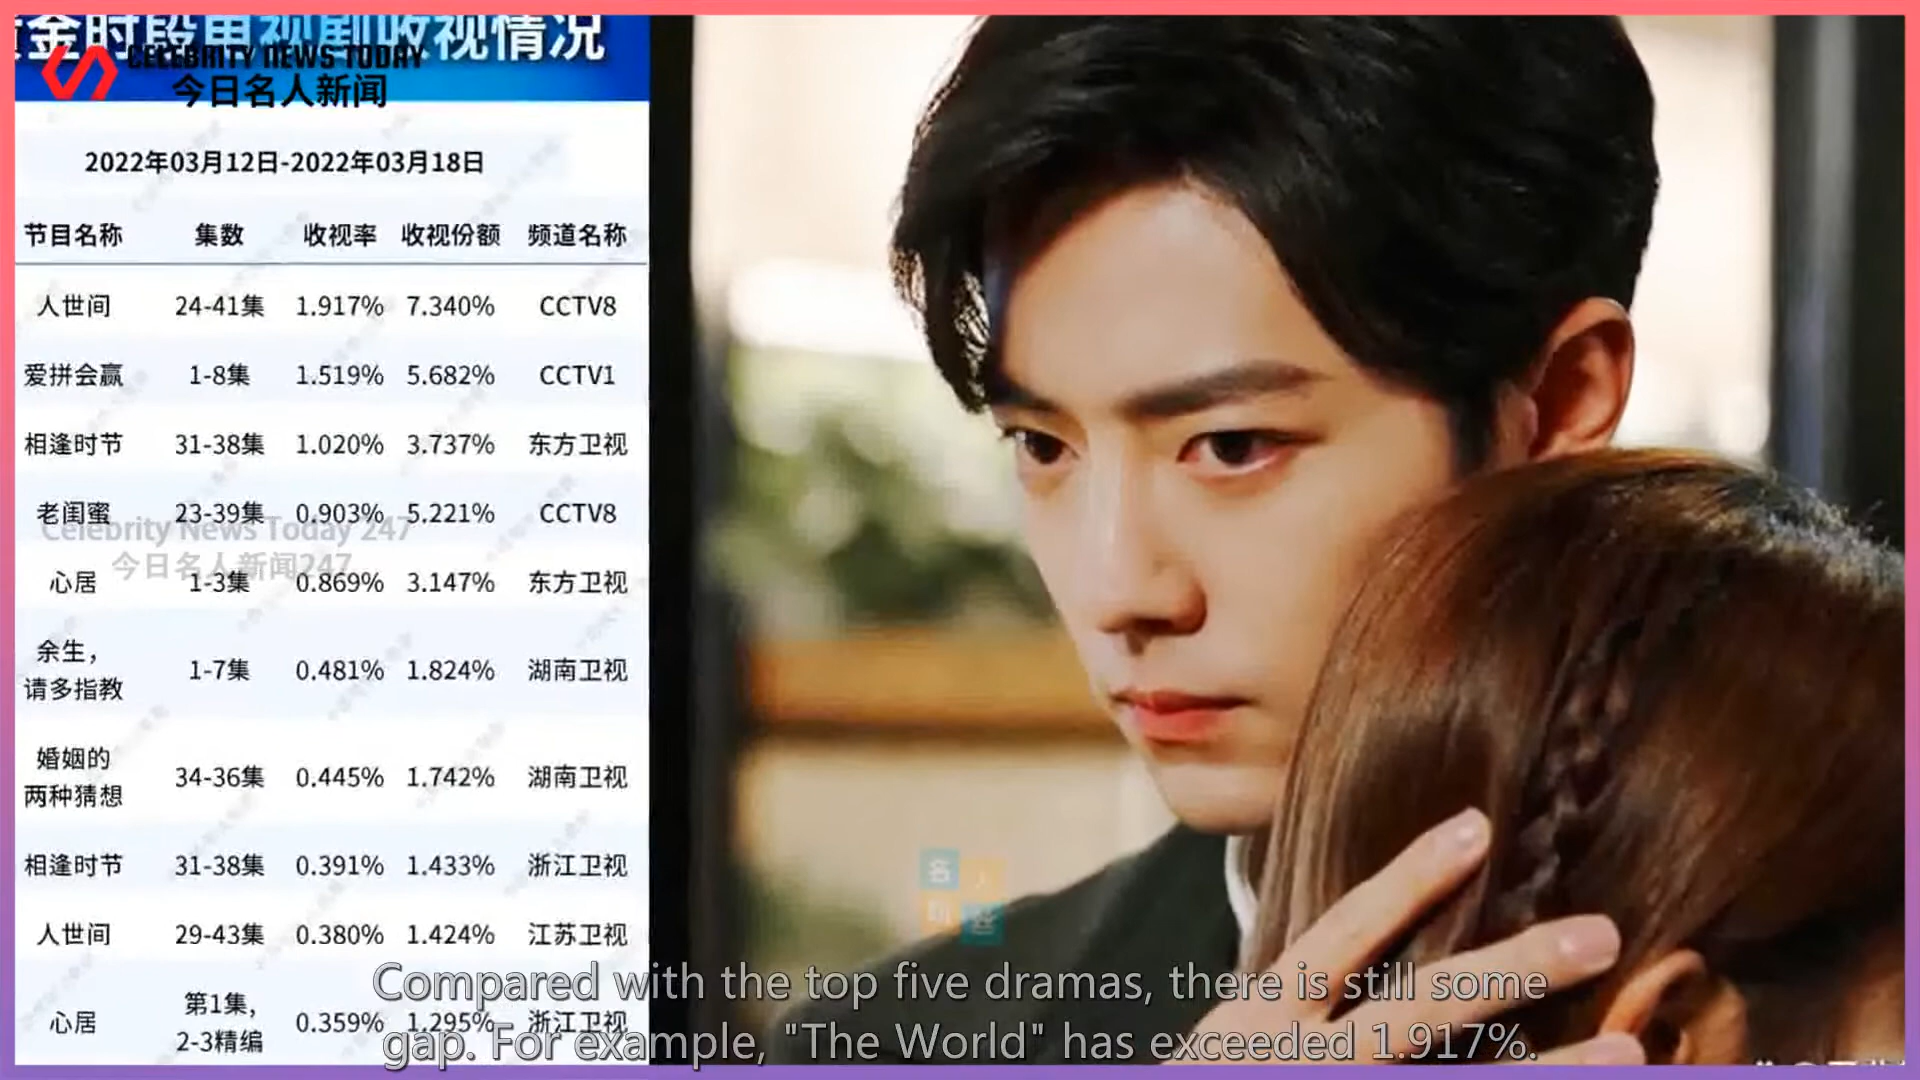 黄金时段电视剧收视情况
CELEBRITY NEWS TODAY
今日名人新闻
2022年03月12日-2022年03月18日
节目名称 集数 收视率 收视份额 频道名称
人世间 24-41集 1.917% 7.340% CCTV8
爱拼会赢 1-8集 1.519% 5.682% CCTV1
相逢时节 31-38集 1.020% 3.737% 东方卫视
老闺蜜 23-39集 0.903% 5.221% CCTV8
Celebrity News Today 247
今日名人新闻247
心居 1-3集 0.869% 3.147% 东方卫视
余生，
请多指教 1-7集 0.481% 1.824% 湖南卫视
婚姻的
两种猜想 34-36集 0.445% 1.742% 湖南卫视
相逢时节 31-38集 0.391% 1.433% 浙江卫视
人世间 29-43集 0.380% 1.424% 江苏卫视
心居 第1集，
2-3精编 0.359% 1.295% 浙江卫视
Compared with the top five dramas, there is still some
gap. For example, "The World" has exceeded 1.917%.